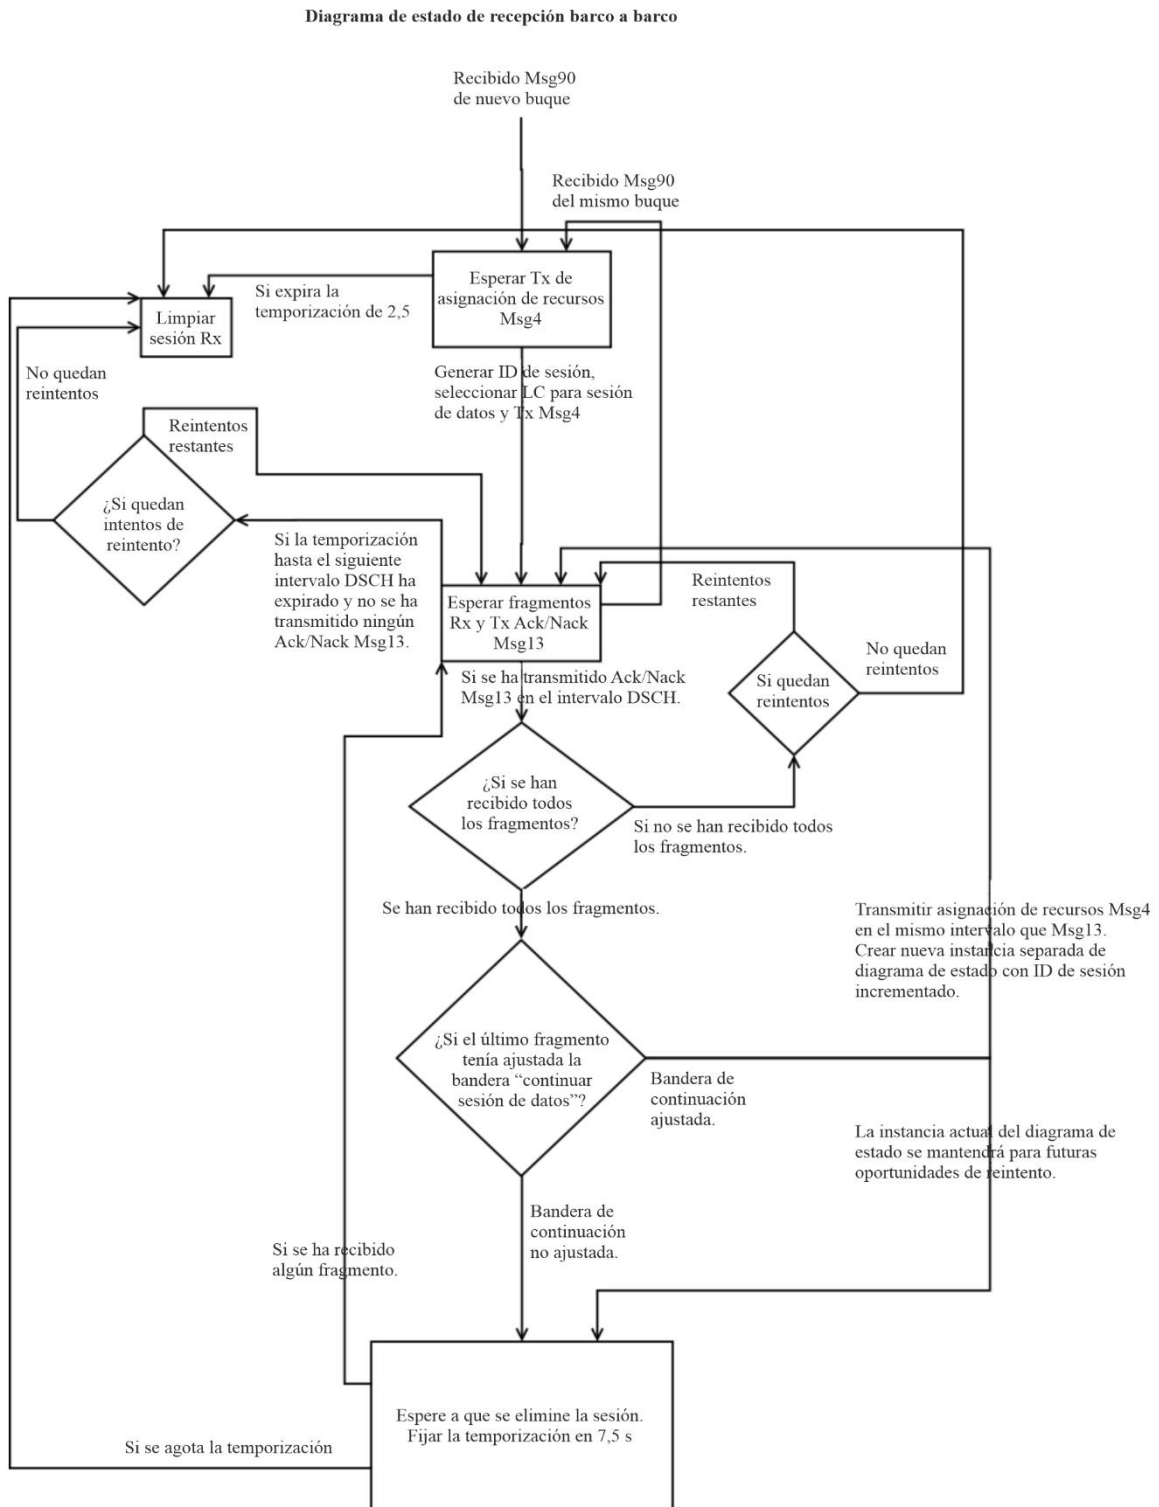 Diagrama de estado de recepción barco a barco
Recibido Msg90
de nuevo buque
Recibido Msg90
del mismo buque
Esperar Tx de
asignación de recursos
Msg4
Si expira la
temporización de 2,5
Limpiar
sesión Rx
No quedan
reintentos
Generar ID de sesión,
seleccionar LC para sesión
de datos y Tx Msg4
Reintentos
restantes
¿Si quedan
intentos de
reintento?
Si la temporización
hasta el siguiente
intervalo DSCH ha
expirado y no se ha
transmitido ningún
Ack/Nack Msg13.
Esperar fragmentos
Rx y Tx Ack/Nack
Msg13
Reintentos
restantes
No quedan
reintentos
Si quedan
reintentos
Si se ha transmitido Ack/Nack
Msg13 en el intervalo DSCH.
¿Si se han
recibido todos
los fragmentos?
Si no se han recibido todos
los fragmentos.
Se han recibido todos los fragmentos.
Transmitir asignación de recursos Msg4
en el mismo intervalo que Msg13.
Crear nueva instancia separada de
diagrama de estado con ID de sesión
incrementado.
¿Si el último fragmento
tenía ajustada la
bandera “continuar
sesión de datos”?
Bandera de
continuación
ajustada.
La instancia actual del diagrama de
estado se mantendrá para futuras
oportunidades de reintento.
Bandera de
continuación
no ajustada.
Si se ha recibido
algún fragmento.
Espere a que se elimine la sesión.
Fijar la temporización en 7,5 s
Si se agota la temporización